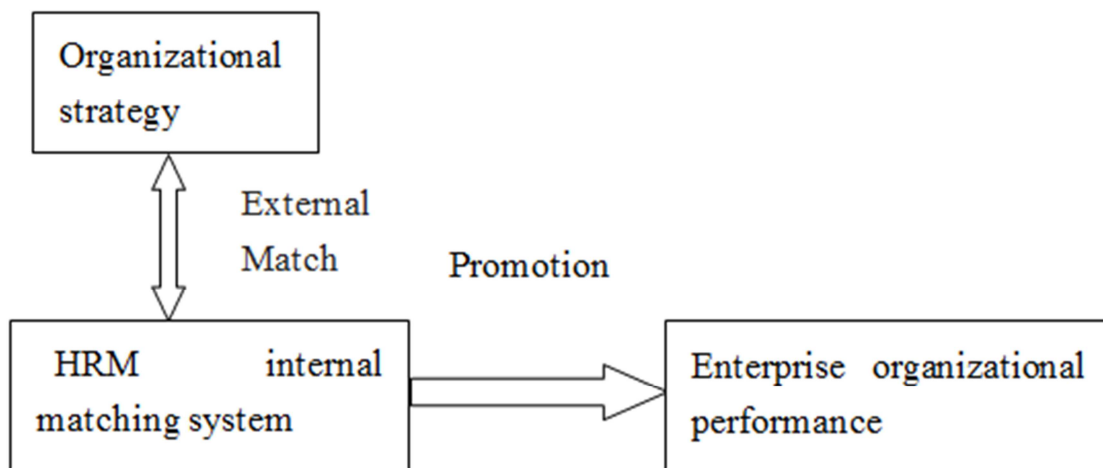 Organizational
strategy
External
Match
Promotion
HRM internal
matching system
Enterprise organizational
performance